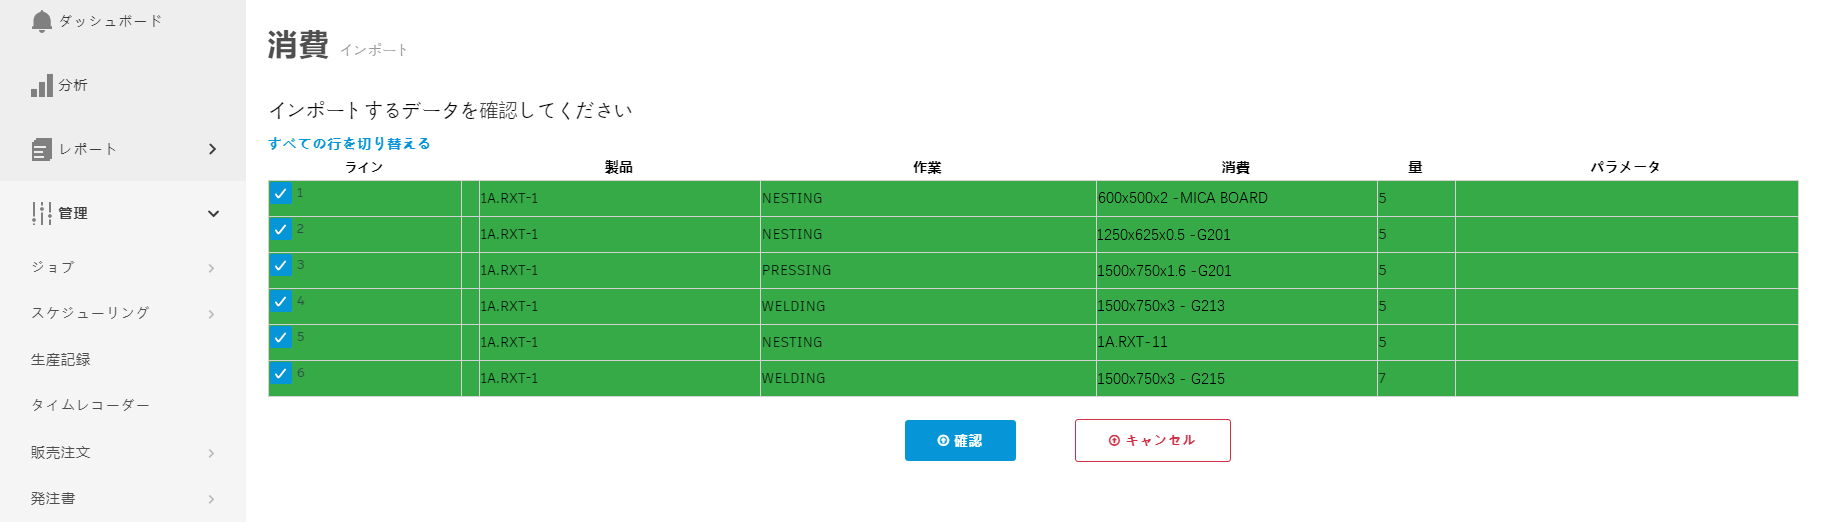 ダッシュボード
分析
レポート
管理
ジョブ
スケジューリング
生産記録
タイムレコーダー
販売注文
発注書
消費 インポート
インポートするデータを確認してください
すべての行を切り替える
ライン 製品 作業 消費 量 パラメータ
1 1A.RXT-1 NESTING 600x500x2 -MICA BOARD 5
2 1A.RXT-1 NESTING 1250x625x0.5 -G201 5
3 1A.RXT-1 PRESSING 1500x750x1.6 -G201 5
4 1A.RXT-1 WELDING 1500x750x3 - G213 5
5 1A.RXT-1 NESTING 1A.RXT-11 5
6 1A.RXT-1 WELDING 1500x750x3 - G215 7
確認 キャンセル